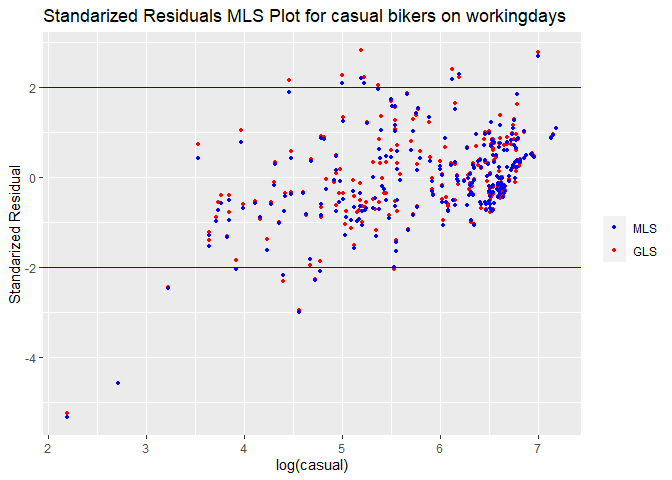 Standarized Residuals MLS Plot for casual bikers on workingdays
Standarized Residual
2
0
-2
-4
2
3
4
5
6
7
log(casual)
MLS
GLS